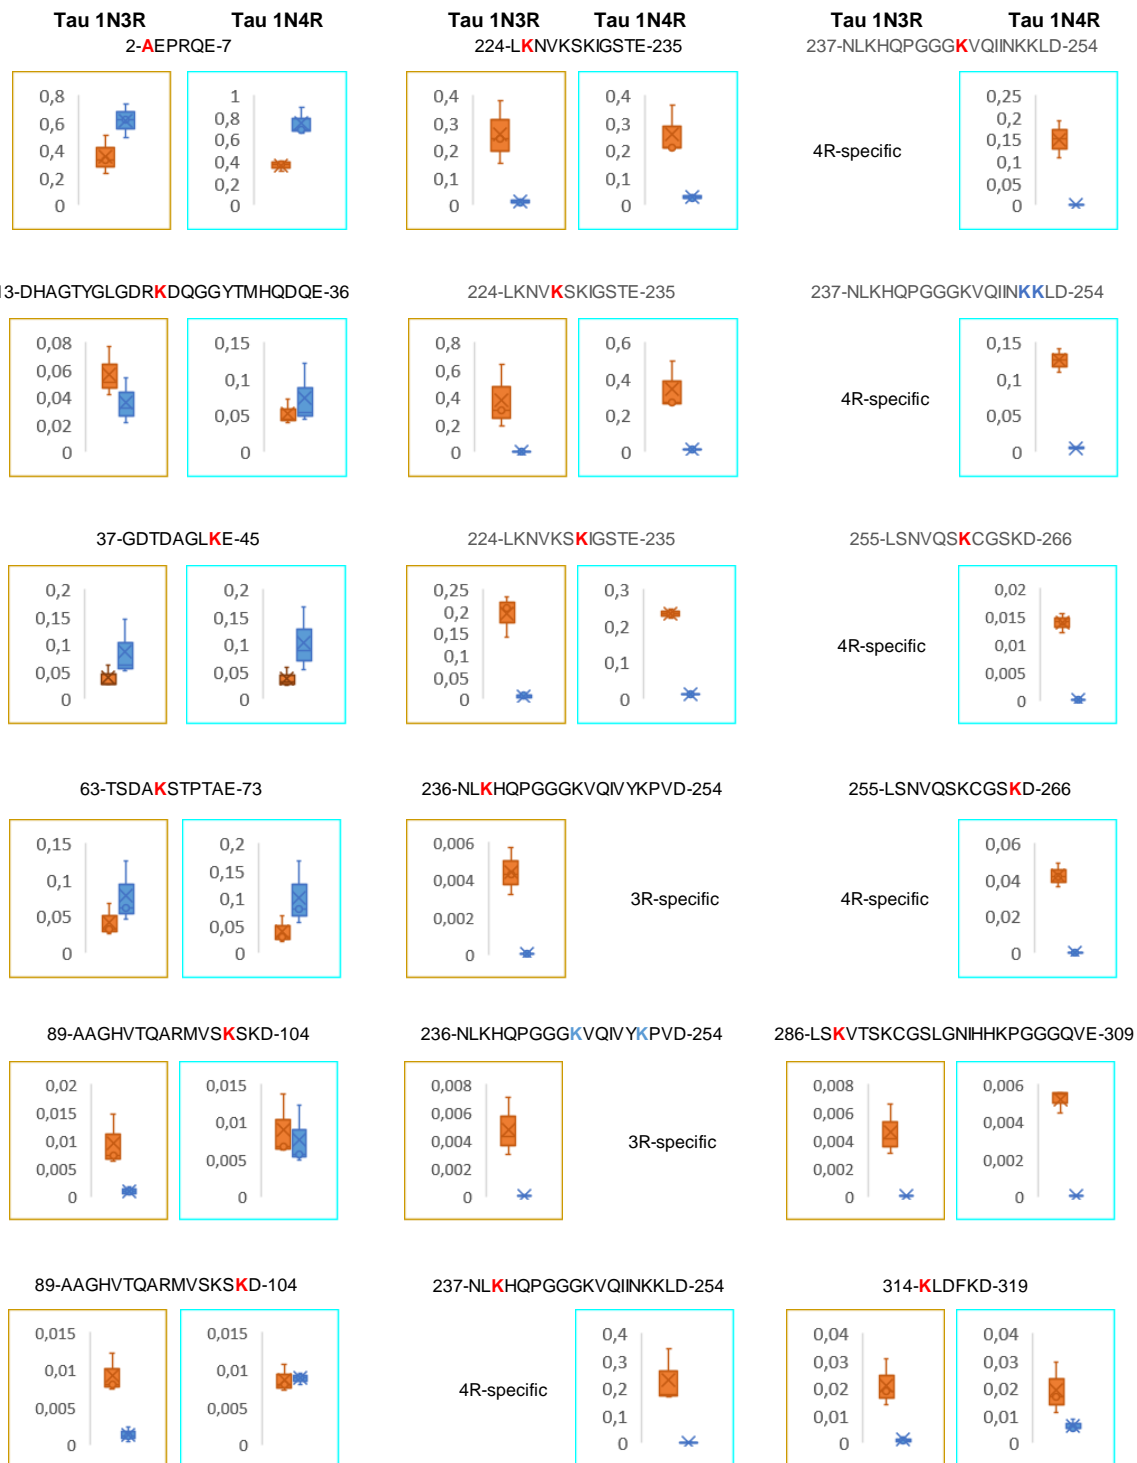 Tau 1N3R Tau 1N4R Tau 1N3R Tau 1N4R Tau 1N3R Tau 1N4R
2-AEPRQE-7 224-LKNVKSKIGSTE-235 237-NLKHQPGGGKVQIINKKLD-254
0,8 1 0,4 0,4 0,25
0,6 0,8 0,3 0,3 0,2
0,4 0,6 0,2 0,2 0,15
0,2 0,4 0,1 0,1 0,1
0 0,2 0 0 0,05
0 0
4R-specific
13-DHAGTYGLGDRKDQGGYTMHQDQE-36 224-LKNVKSKIGSTE-235 237-NLKHQPGGGKVQIINKKLD-254
0,08 0,15 0,8 0,6 0,15
0,06 0,1 0,6 0,4 0,1
0,04 0,05 0,4 0,2 0,05
0,02 0 0,2 0 0
0 0
4R-specific
37-GDTDAGLKE-45 224-LKNVKSKIGSTE-235 255-LSNVQSKCGSKD-266
0,2 0,2 0,25 0,3 0,02
0,15 0,15 0,2 0,2 0,015
0,1 0,1 0,15 0,1 0,01
0,05 0,05 0,1 0 0,005
0 0 0,05 0
0
4R-specific
63-TSDAKSTPTAE-73 236-NLKHQPGGGKVQIVYKPVD-254 255-LSNVQSKCGSKD-266
0,15 0,2 0,006 0,06
0,1 0,15 0,004 0,04
0,05 0,1 0,002 0,02
0 0,05 0 0
0
3R-specific 4R-specific
89-AAGHVTQARMVSKSKD-104 236-NLKHQPGGGKVQIVYKPVD-254 286-LSKVTSKCGSLGNIHHKPGGGQVE-309
0,02 0,015 0,008 0,008 0,006
0,015 0,01 0,006 0,006 0,004
0,01 0,005 0,004 0,004 0,002
0,005 0 0,002 0,002 0
0 0 0
3R-specific
89-AAGHVTQARMVSKSKD-104 237-NLKHQPGGGKVQIINKKLD-254 314-KLDFKD-319
0,015 0,015 0,4 0,04 0,04
0,01 0,01 0,3 0,03 0,03
0,005 0,005 0,2 0,02 0,02
0 0 0,1 0,01 0,01
0 0 0
4R-specific